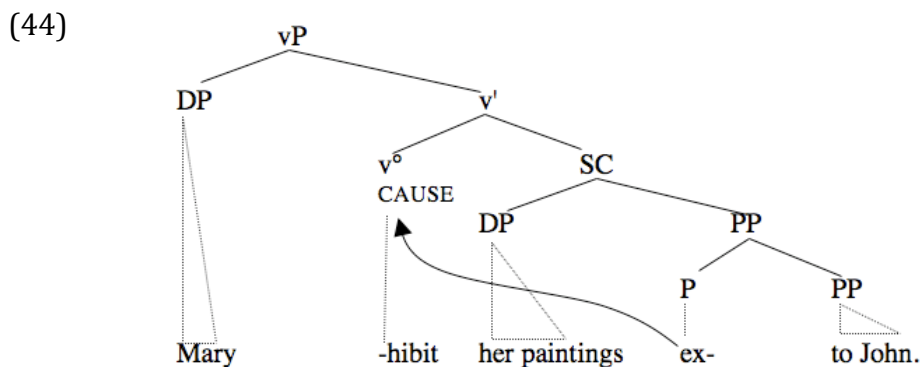 (44)
vP
DP v'
v° SC
CAUSE
DP PP
P PP
Mary -hibit her paintings ex- to John.